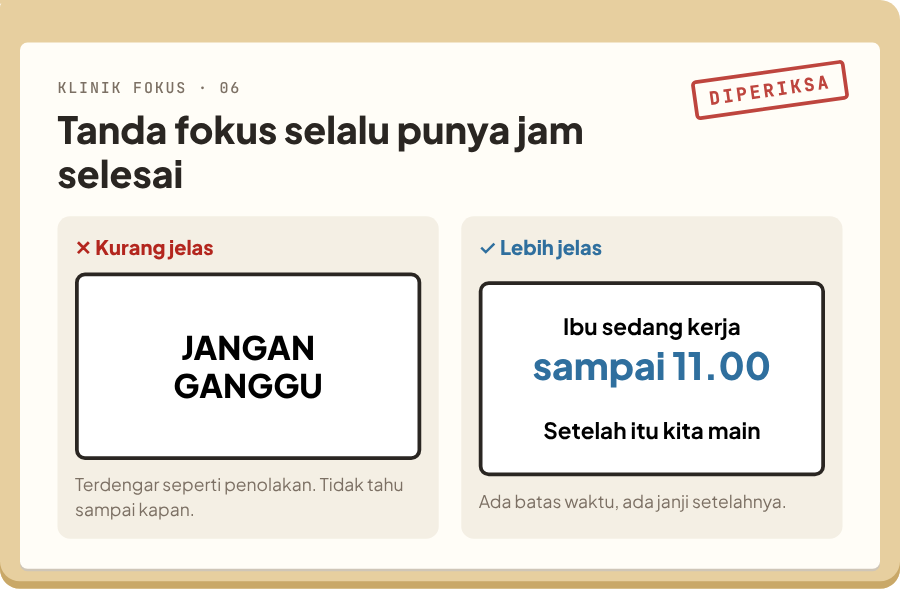 KLINIK FOKUS · 06
DIPERIKSA
Tanda fokus selalu punya jam
selesai
✕ Kurang jelas
JANGAN
GANGGU
Terdengar seperti penolakan. Tidak tahu
sampai kapan.
✓ Lebih jelas
Ibu sedang kerja
sampai 11.00
Setelah itu kita main
Ada batas waktu, ada janji setelahnya.